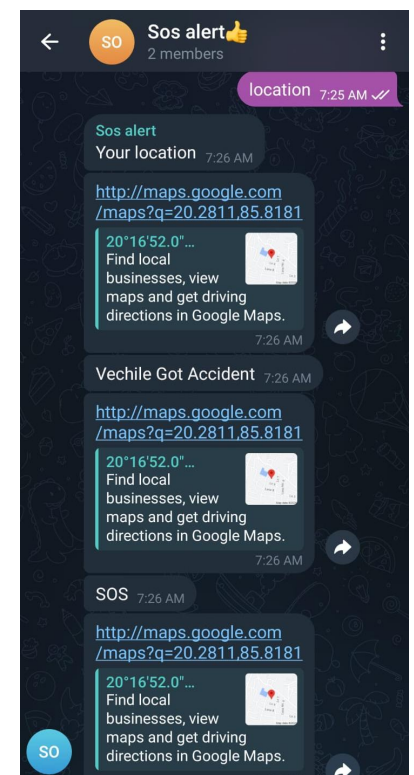 SO
Sos alert👍
2 members
location 7:25 AM
Sos alert
Your location 7:26 AM
http://maps.google.com
/maps?q=20.2811,85.8181
20°16'52.0"...
Find local
businesses, view
maps and get driving
directions in Google Maps.
7:26 AM
Vechile Got Accident 7:26 AM
http://maps.google.com
/maps?q=20.2811,85.8181
20°16'52.0"...
Find local
businesses, view
maps and get driving
directions in Google Maps.
7:26 AM
SOS 7:26 AM
http://maps.google.com
/maps?q=20.2811,85.8181
20°16'52.0"...
Find local
businesses, view
maps and get driving
directions in Google Maps.
SO